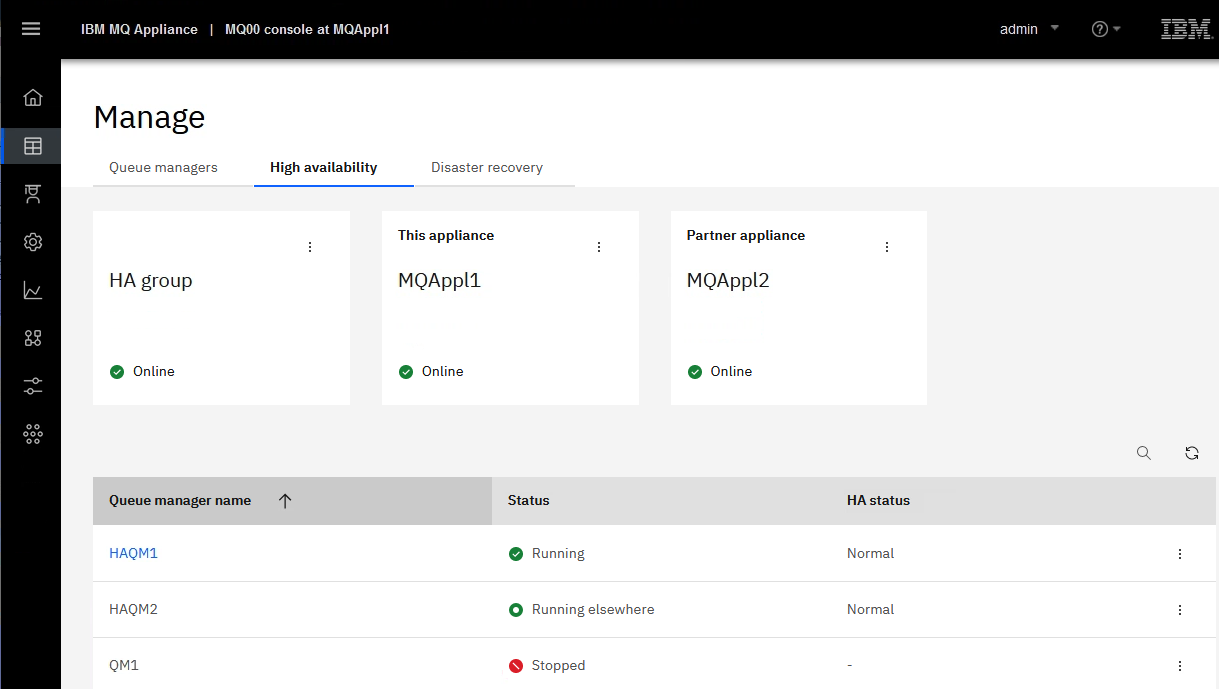 IBM MQ Appliance | MQ00 console at MQAppl1
admin
IBM
Manage
Queue managers High availability Disaster recovery
HA group
Online
This appliance
MQAppl1
Online
Partner appliance
MQAppl2
Online
Queue manager name Status HA status
HAQM1 Running Normal
HAQM2 Running elsewhere Normal
QM1 Stopped -